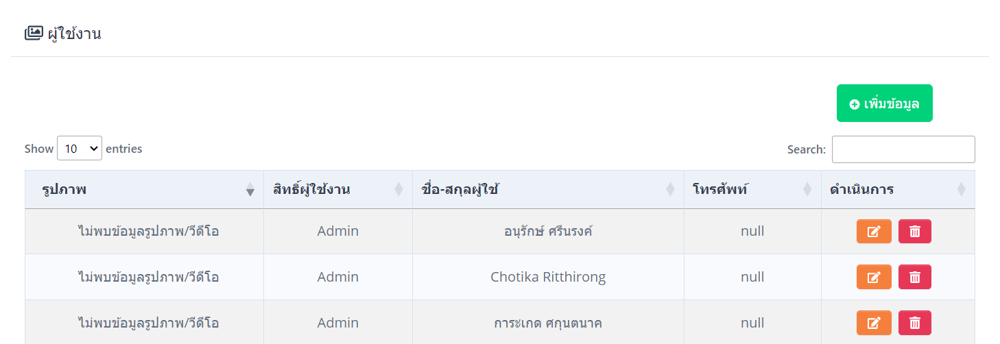 ผู้ใช้งาน
เพิ่มข้อมูล
Show 10 entries Search:
รูปภาพ สิทธิ์ผู้ใช้งาน ชื่อ-สกุลผู้ใช้ โทรศัพท์ ดำเนินการ
ไม่พบข้อมูลรูปภาพ/วีดีโอ Admin อนุรักษ์ ศรีนรงค์ null
ไม่พบข้อมูลรูปภาพ/วีดีโอ Admin Chotika Ritthirong null
ไม่พบข้อมูลรูปภาพ/วีดีโอ Admin การะเกด ศกุนตนาค null